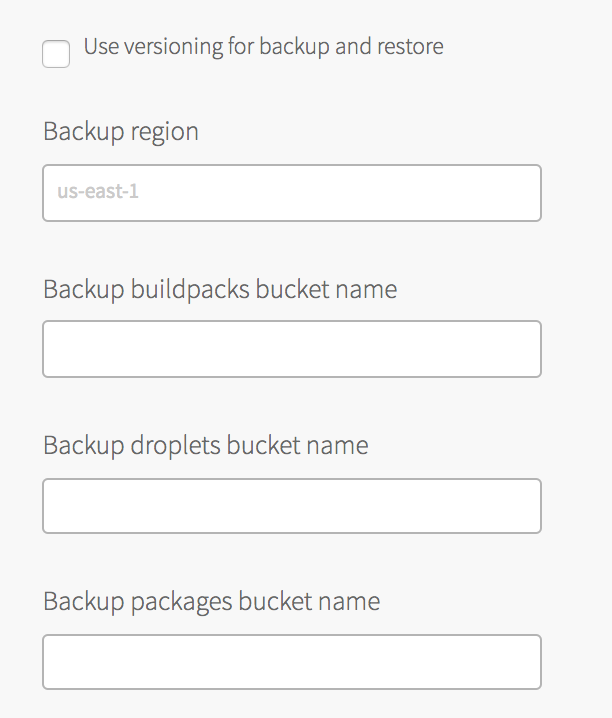 Use versioning for backup and restore
Backup region
us-east-1
Backup buildpacks bucket name
Backup droplets bucket name
Backup packages bucket name